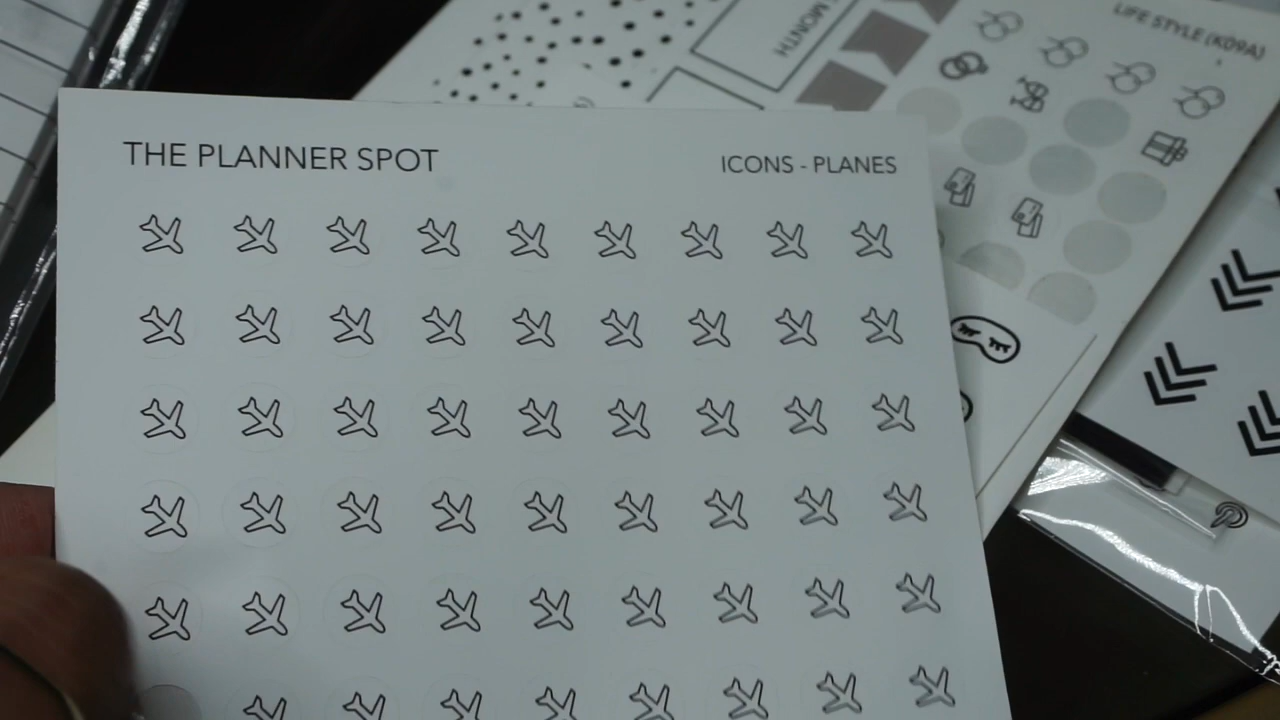 THE PLANNER SPOT
ICONS - PLANES
MONTH
LIFE STYLE (K09A)